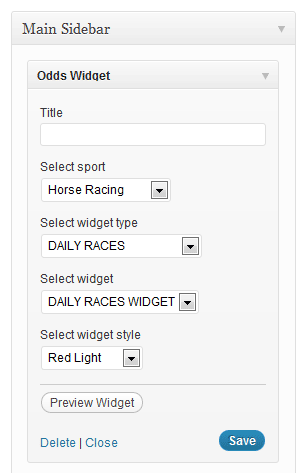 Main Sidebar
Odds Widget
Title
Select sport
Horse Racing
Select widget type
DAILY RACES
Select widget
DAILY RACES WIDGET
Select widget style
Red Light
Preview Widget
Delete | Close Save